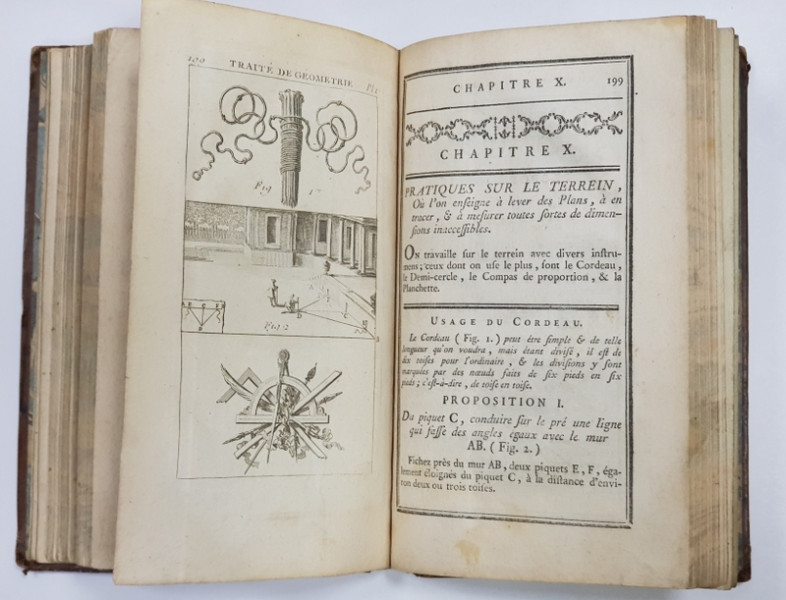 TRAITÉ DE GEOMETRIE
Fig 1re
Fig 2
CHAPITRE X. 199
CHAPITRE X.
PRATIQUES SUR LE TERREIN,
Où l'on enſeigne à lever des Plans, à en
tracer, & à meſurer toutes ſortes de dimen-
ſions inacceſſibles.
ON travaille ſur le terrein avec divers inſtru-
mens; ceux dont on uſe le plus, ſont le Cordeau,
le Demi-cercle, le Compas de proportion, & la
Planchette.
USAGE DU CORDEAU.
Le Cordeau (Fig. 1.) peut être ſimple & de telle
longueur qu'on voudra, mais étant diviſé, il eſt de
dix toiſes pour l'ordinaire, & les diviſions y ſont
marquées par des nœuds faits de ſix pieds en ſix
pieds; c'eſt-à-dire, de toiſe en toiſe.
PROPOSITION I.
Du piquet C, conduire ſur le pré une ligne
qui faſſe des angles égaux avec le mur
AB. (Fig. 2.)
Fichez près du mur AB, deux piquets E, F, éga-
lement éloignés du piquet C, à la diſtance d'envi-
ron deux ou trois toiſes.